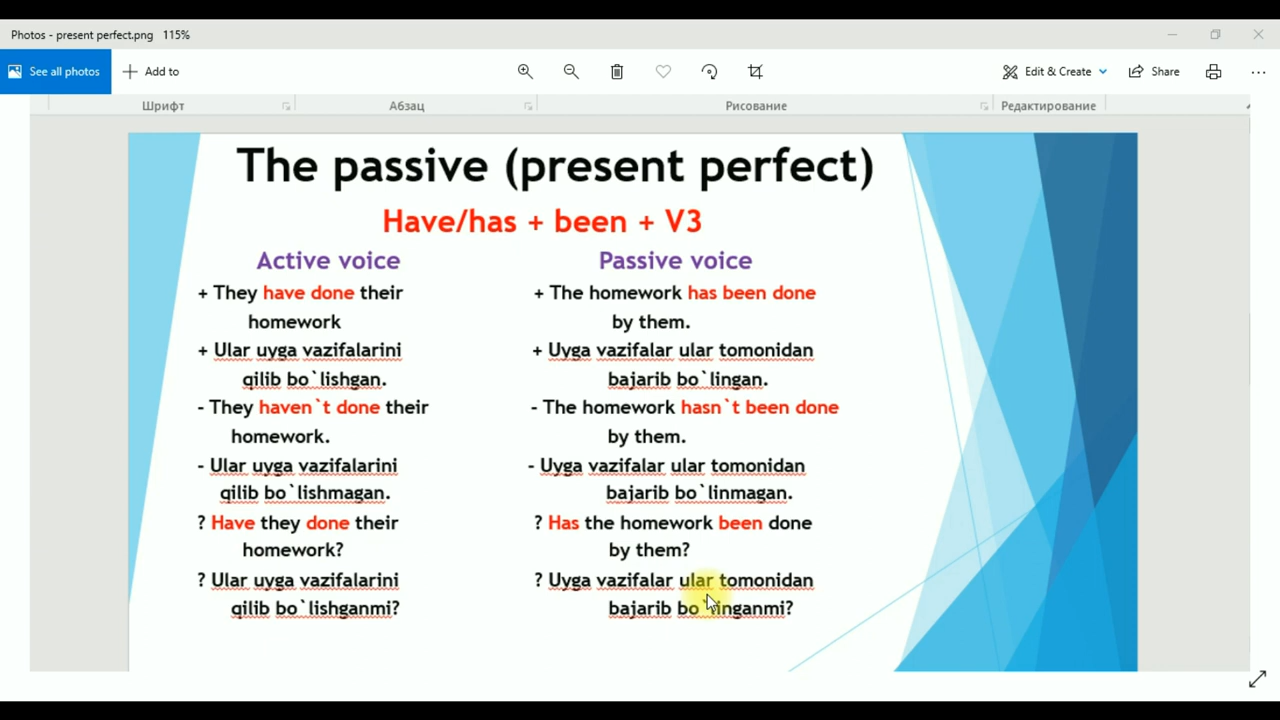 Photos - present perfect.png 115%
See all photos
Add to
Edit & Create
Share
Шрифт
Абзац
Рисование
Редактирование
The passive (present perfect)
Have/has + been + V3
Active voice
+ They have done their
homework
+ Ular uyga vazifalarini
qilib bo`lishgan.
- They haven`t done their
homework.
- Ular uyga vazifalarini
qilib bo`lishmagan.
? Have they done their
homework?
? Ular uyga vazifalarini
qilib bo`lishganmi?
Passive voice
+ The homework has been done
by them.
+ Uyga vazifalar ular tomonidan
bajarib bo`lingan.
- The homework hasn`t been done
by them.
- Uyga vazifalar ular tomonidan
bajarib bo`linmagan.
? Has the homework been done
by them?
? Uyga vazifalar ular tomonidan
bajarib bo`linganmi?